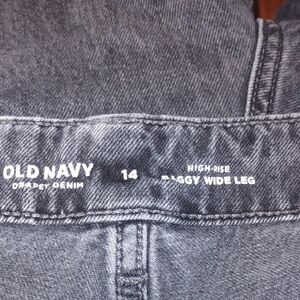 OLD NAVY
DRAPEY DENIM
14
HIGH-RISE
BAGGY WIDE LEG